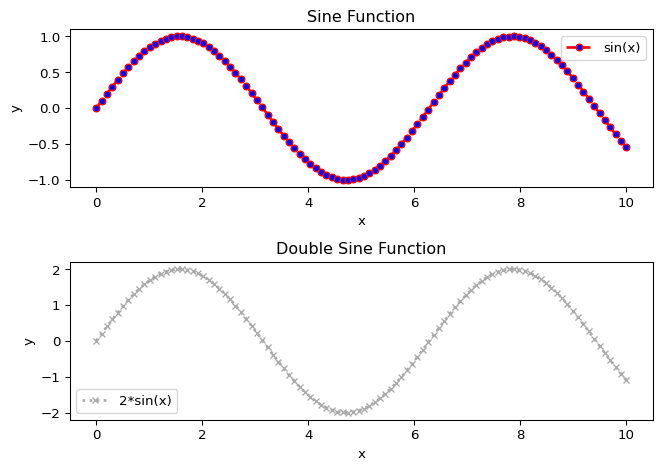 Sine Function
1.0
0.5
0.0
−0.5
−1.0
y
sin(x)
0 2 4 6 8 10
x
Double Sine Function
2
1
0
−1
−2
y
2*sin(x)
0 2 4 6 8 10
x